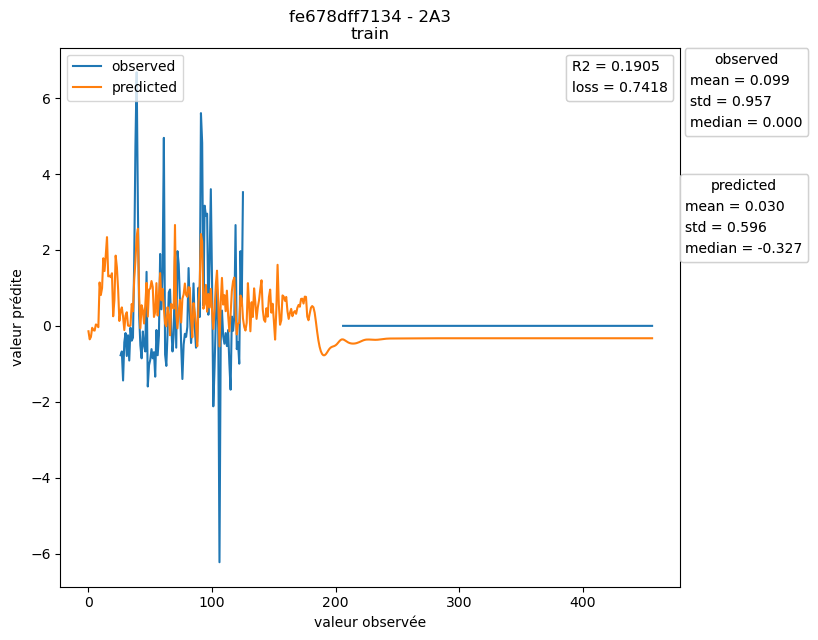 fe678dff7134 - 2A3
train
observed
predicted
R2 = 0.1905
loss = 0.7418
observed
mean = 0.099
std = 0.957
median = 0.000
predicted
mean = 0.030
std = 0.596
median = -0.327
valeur prédite
6
4
2
0
−2
−4
−6
0
100
200
300
400
valeur observée